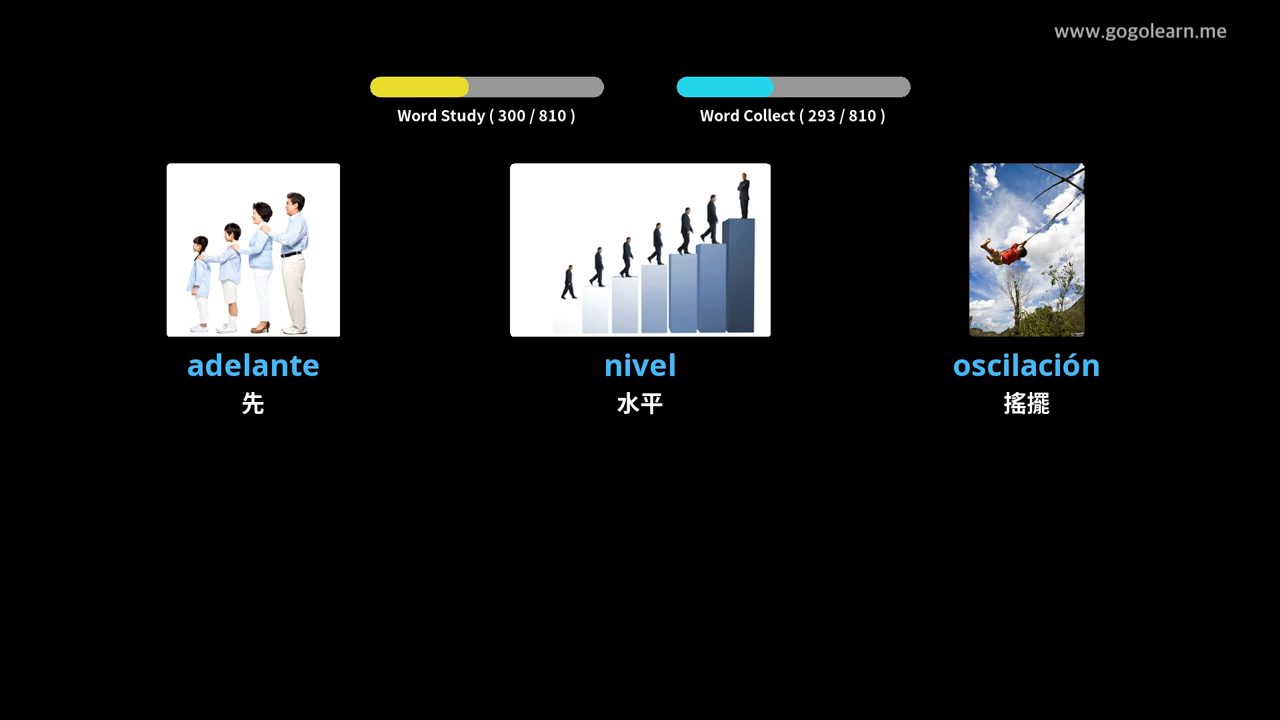 www.gogolearn.me
Word Study ( 300 / 810 )
Word Collect ( 293 / 810 )
adelante
先
nivel
水平
oscilación
搖擺